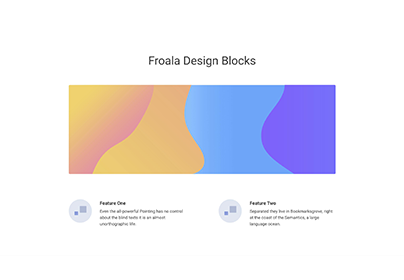 Froala Design Blocks
Feature One
Even the all-powerful Pointing has no control
about the blind texts it is an almost
unorthographic life
Feature Two
Separated they live in Bookmarksgrove, right
at the coast of the Semantics, a large
language ocean.